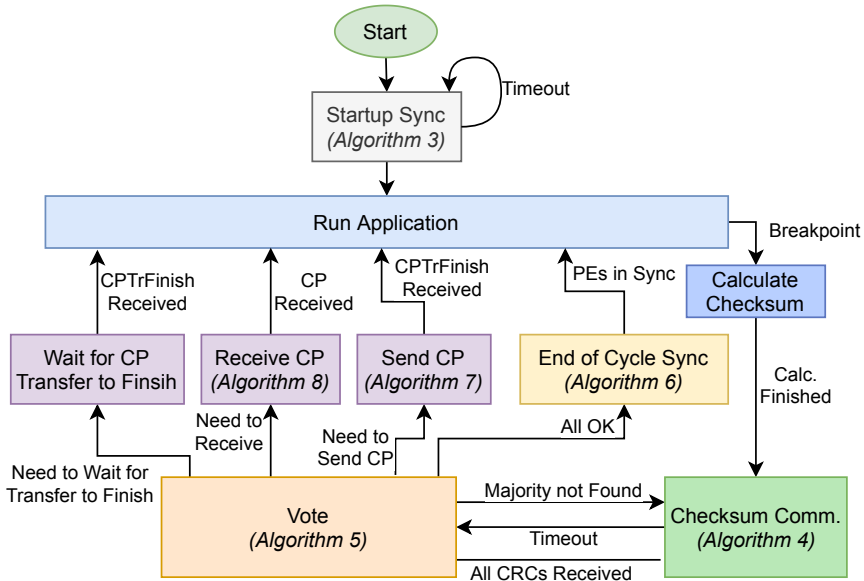 Start
Timeout
Startup Sync
(Algorithm 3)
Run Application
Breakpoint
CPTrFinish
Received
CP
Received
CPTrFinish
Received
PEs in Sync
Calculate
Checksum
Wait for CP
Transfer to Finsih
Receive CP
(Algorithm 8)
Send CP
(Algorithm 7)
End of Cycle Sync
(Algorithm 6)
Calc.
Finished
Need to Wait for
Transfer to Finish
Need to
Receive
Need to
Send CP
All OK
Vote
(Algorithm 5)
Majority not Found
Timeout
All CRCs Received
Checksum Comm.
(Algorithm 4)